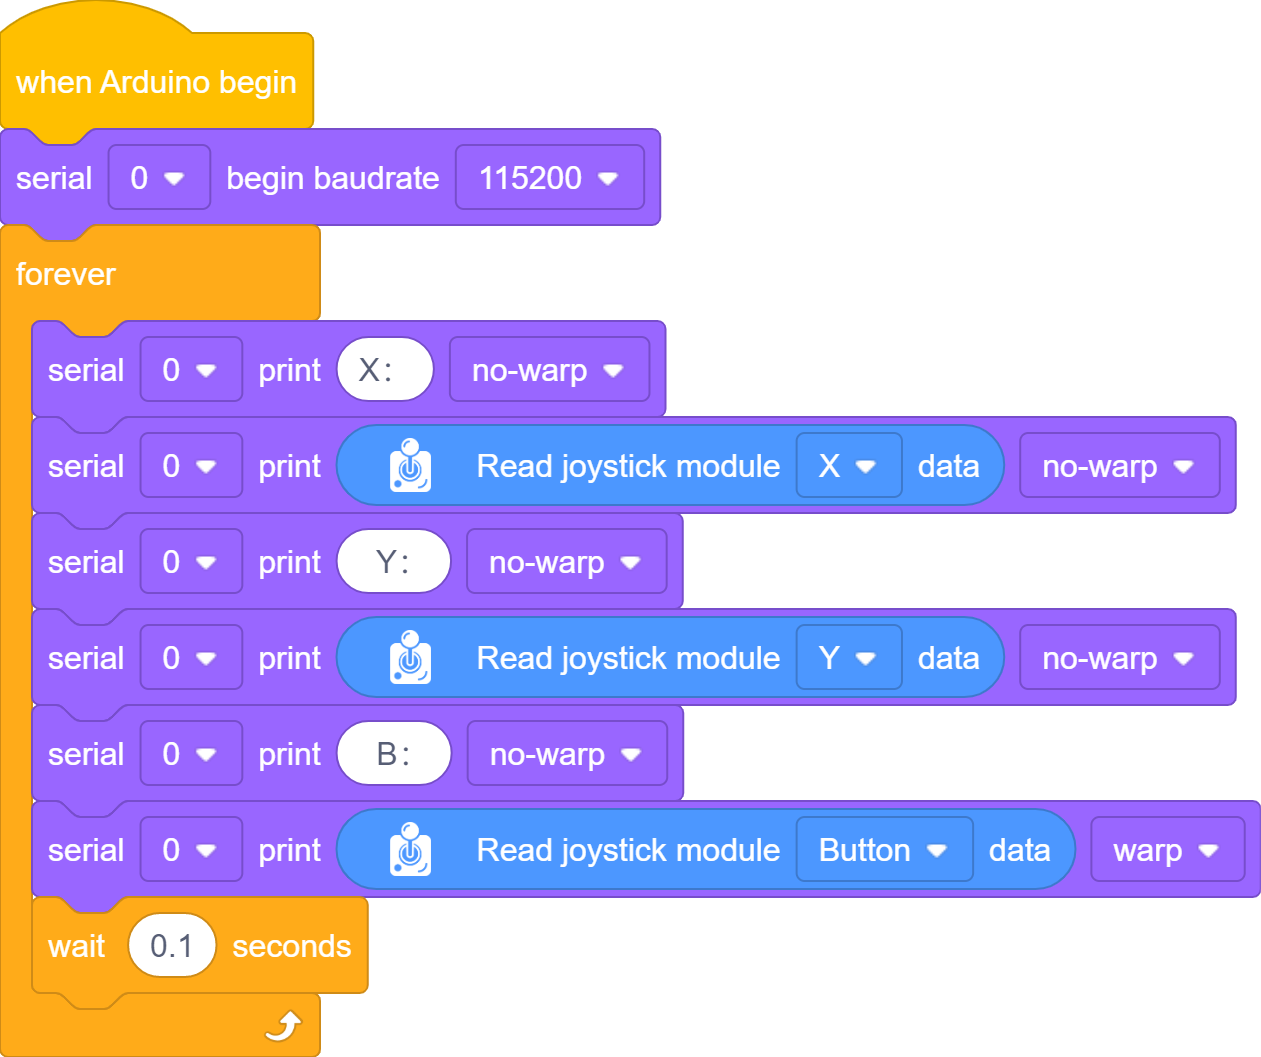 when Arduino begin
serial 0 begin baudrate 115200
forever
serial 0 print X: no-warp
serial 0 print Read joystick module X data no-warp
serial 0 print Y: no-warp
serial 0 print Read joystick module Y data no-warp
serial 0 print B: no-warp
serial 0 print Read joystick module Button data warp
wait 0.1 seconds